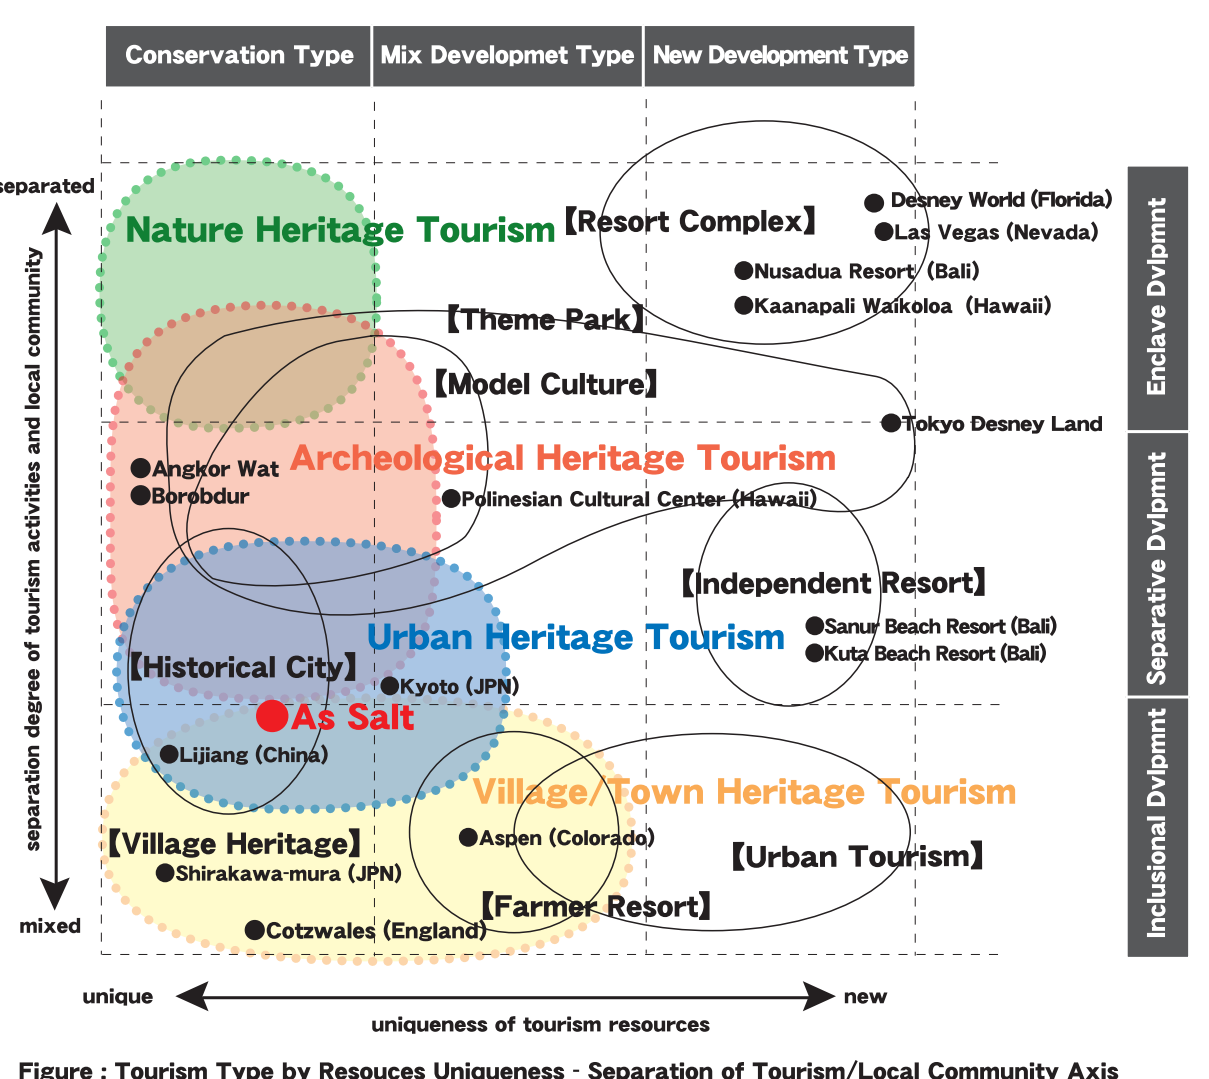 Conservation Type
Mix Developmet Type
New Development Type
separated
separation degree of tourism activities and local community
mixed
Nature Heritage Tourism
【Resort Complex】
Desney World (Florida)
Las Vegas (Nevada)
Nusadua Resort (Bali)
Kaanapali Waikoloa (Hawaii)
【Theme Park】
【Model Culture】
Tokyo Desney Land
Archeological Heritage Tourism
Angkor Wat
Borobdur
Polinesian Cultural Center (Hawaii)
【Independent Resort】
Sanur Beach Resort (Bali)
Kuta Beach Resort (Bali)
Urban Heritage Tourism
【Historical City】
Kyoto (JPN)
As Salt
Lijiang (China)
Village/Town Heritage Tourism
Aspen (Colorado)
【Village Heritage】
【Urban Tourism】
Shirakawa-mura (JPN)
【Farmer Resort】
Cotzwales (England)
Enclave Dvlpmnt
Separative Dvlpmnt
Inclusional Dvlpmnt
unique
new
uniqueness of tourism resources
Figure : Tourism Type by Resouces Uniqueness - Separation of Tourism/Local Community Axis